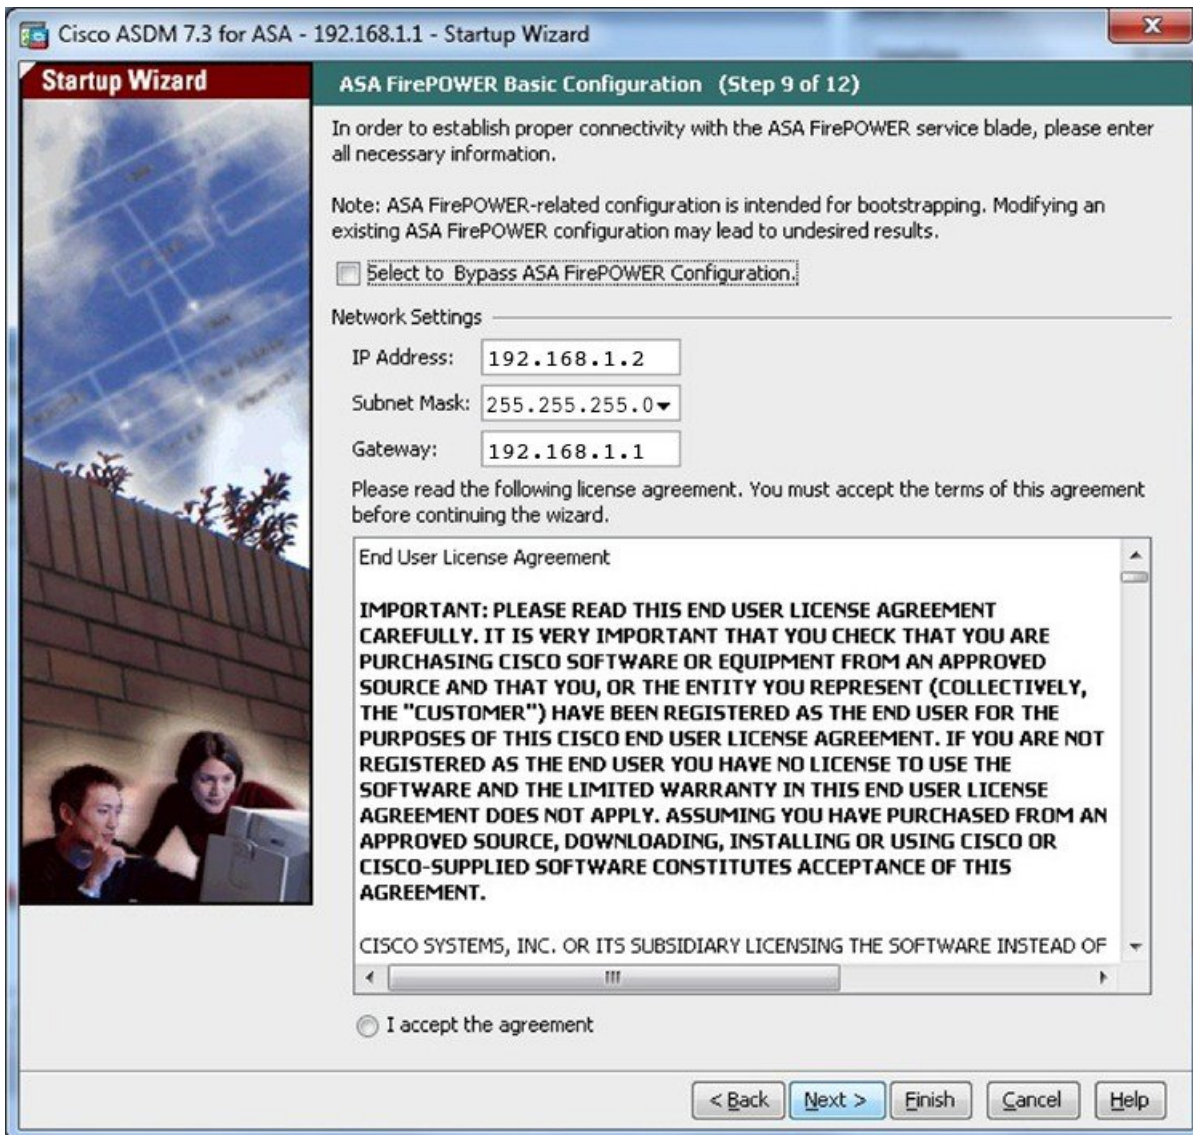 Cisco ASDM 7.3 for ASA - 192.168.1.1 - Startup Wizard
Startup Wizard
ASA FirePOWER Basic Configuration (Step 9 of 12)
In order to establish proper connectivity with the ASA FirePOWER service blade, please enter
all necessary information.
Note: ASA FirePOWER-related configuration is intended for bootstrapping. Modifying an
existing ASA FirePOWER configuration may lead to undesired results.
Select to Bypass ASA FirePOWER Configuration.
Network Settings
IP Address: 192.168.1.2
Subnet Mask: 255.255.255.0
Gateway: 192.168.1.1
Please read the following license agreement. You must accept the terms of this agreement
before continuing the wizard.
End User License Agreement
IMPORTANT: PLEASE READ THIS END USER LICENSE AGREEMENT
CAREFULLY. IT IS VERY IMPORTANT THAT YOU CHECK THAT YOU ARE
PURCHASING CISCO SOFTWARE OR EQUIPMENT FROM AN APPROVED
SOURCE AND THAT YOU, OR THE ENTITY YOU REPRESENT (COLLECTIVELY,
THE "CUSTOMER") HAVE BEEN REGISTERED AS THE END USER FOR THE
PURPOSES OF THIS CISCO END USER LICENSE AGREEMENT. IF YOU ARE NOT
REGISTERED AS THE END USER YOU HAVE NO LICENSE TO USE THE
SOFTWARE AND THE LIMITED WARRANTY IN THIS END USER LICENSE
AGREEMENT DOES NOT APPLY. ASSUMING YOU HAVE PURCHASED FROM AN
APPROVED SOURCE, DOWNLOADING, INSTALLING OR USING CISCO OR
CISCO-SUPPLIED SOFTWARE CONSTITUTES ACCEPTANCE OF THIS
AGREEMENT.
CISCO SYSTEMS, INC. OR ITS SUBSIDIARY LICENSING THE SOFTWARE INSTEAD OF
I accept the agreement
< Back Next > Finish Cancel Help